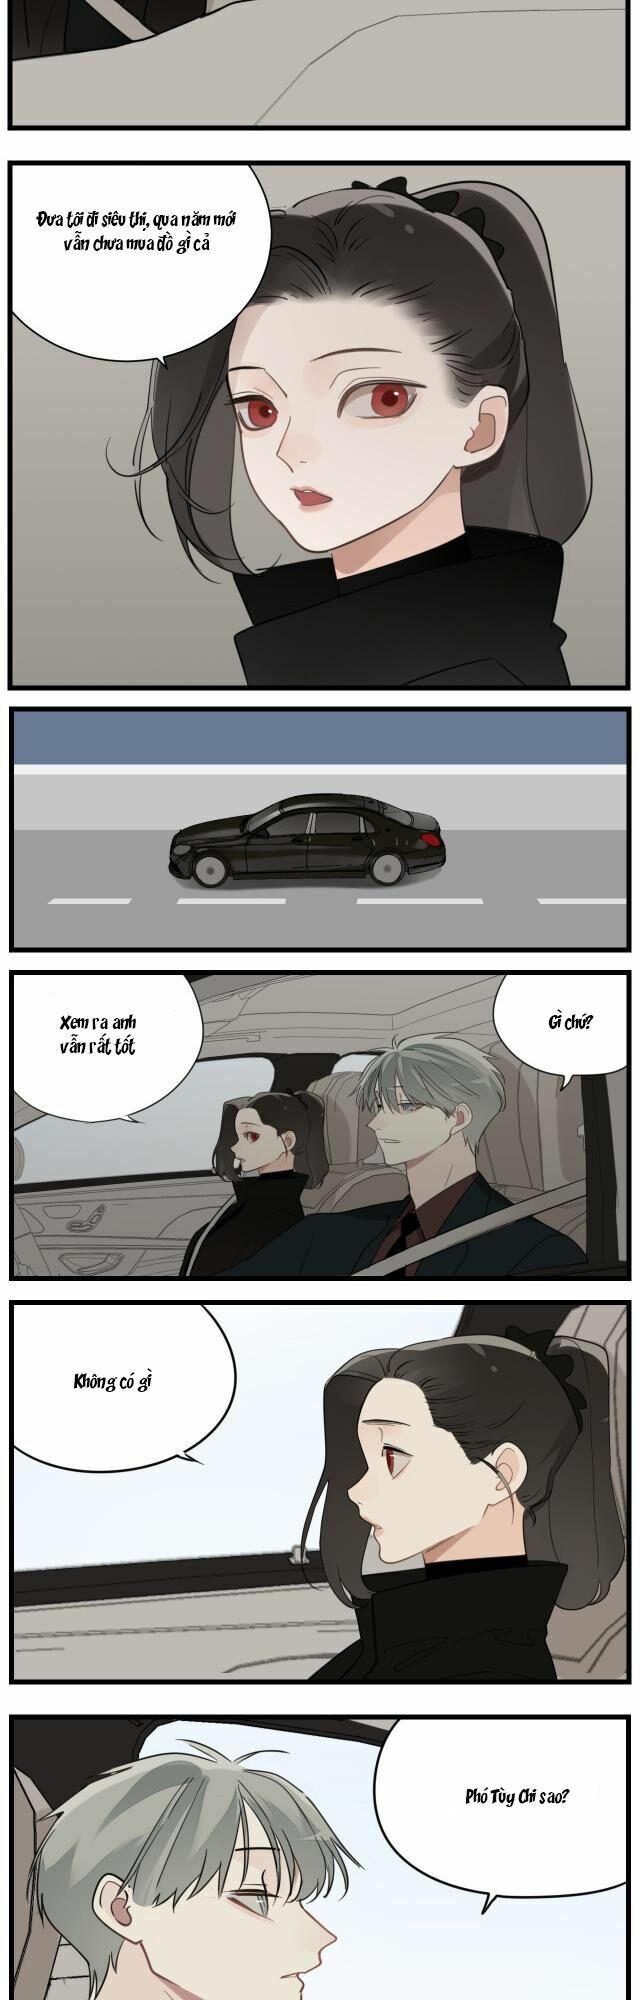 Đưa tôi đi siêu thị, qua năm mới
vẫn chưa mua đồ gì cả
Xem ra anh
vẫn rất tốt
Gì chứ?
Không có gì
Phó Tùy Chi sao?